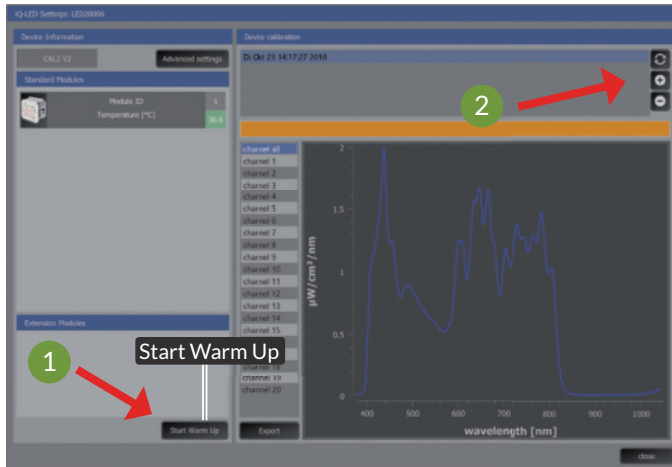 iQ-LED Settings: LED20006
Device Information
CAL2 V2
Advanced settings
Standard Modules
Module ID
1
Temperature [°C]
36.6
Extension Modules
1
Start Warm Up
Start Warm Up
Device calibration
Di Okt 23 14:17:27 2018
2
channel all
channel 1
channel 2
channel 3
channel 4
channel 5
channel 6
channel 7
channel 8
channel 9
channel 10
channel 11
channel 12
channel 13
channel 14
channel 15
channel 18
channel 19
channel 20
Export
µW/cm²/nm
2
1.5
1
0.5
0
400
500
600
700
800
900
1000
wavelength [nm]
close